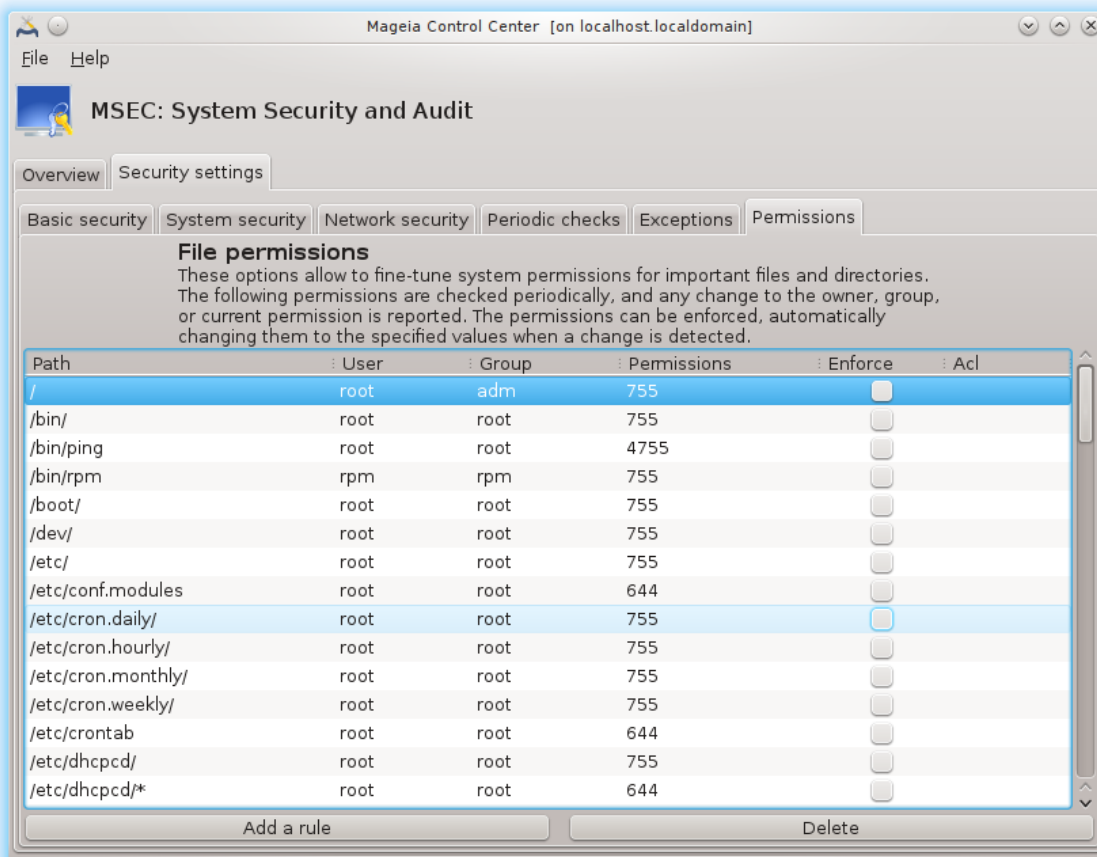 Mageia Control Center [on localhost.localdomain]
File Help
MSEC: System Security and Audit
Overview Security settings
Basic security System security Network security Periodic checks Exceptions Permissions
File permissions
These options allow to fine-tune system permissions for important files and directories.
The following permissions are checked periodically, and any change to the owner, group,
or current permission is reported. The permissions can be enforced, automatically
changing them to the specified values when a change is detected.
Path User Group Permissions Enforce Acl
/ root adm 755
/bin/ root root 755
/bin/ping root root 4755
/bin/rpm rpm rpm 755
/boot/ root root 755
/dev/ root root 755
/etc/ root root 755
/etc/conf.modules root root 644
/etc/cron.daily/ root root 755
/etc/cron.hourly/ root root 755
/etc/cron.monthly/ root root 755
/etc/cron.weekly/ root root 755
/etc/crontab root root 644
/etc/dhcpcd/ root root 755
/etc/dhcpcd/* root root 644
Add a rule Delete